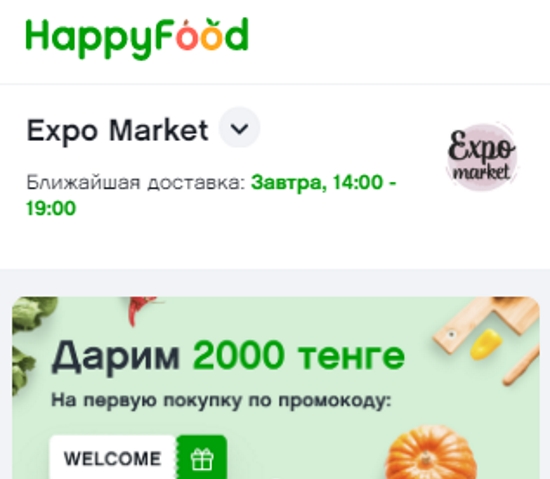 HappyFood
Expo Market
Expo
market
Ближайшая доставка: Завтра, 14:00 -
19:00
Дарим 2000 тенге
На первую покупку по промокоду:
WELCOME